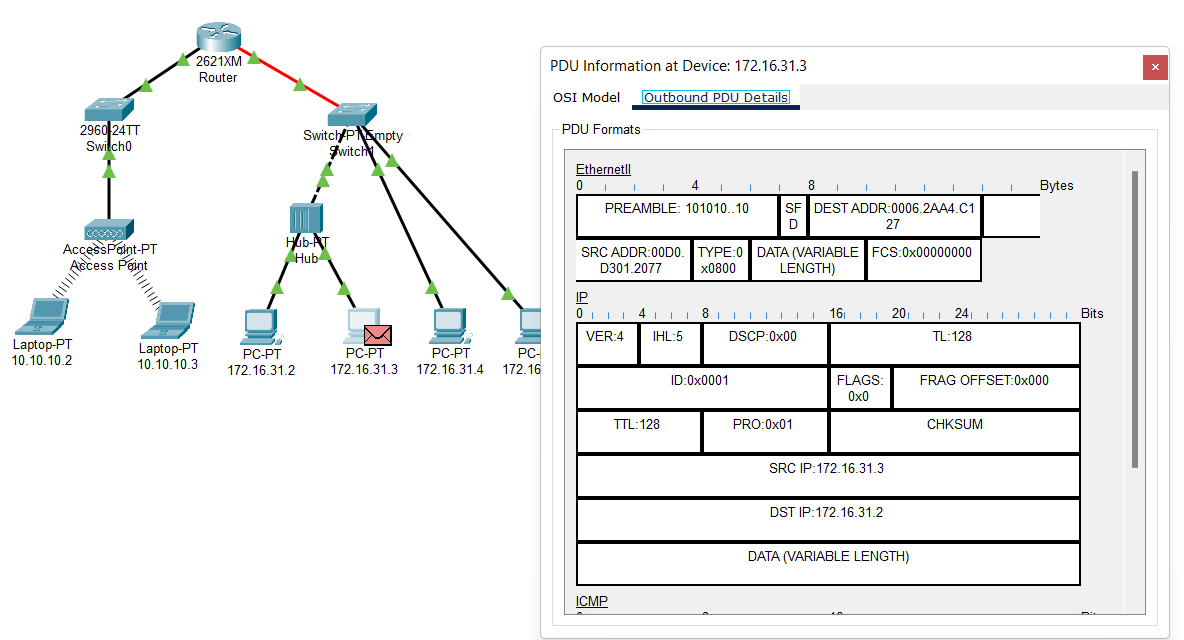 2621XM
Router
2960-24TT
Switch0
Switch-PT-Empty
Switch1
AccessPoint-PT
Access Point
Hub-PT
Hub
Laptop-PT
10.10.10.2
Laptop-PT
10.10.10.3
PC-PT
172.16.31.2
PC-PT
172.16.31.3
PC-PT
172.16.31.4
PC-
172.16
PDU Information at Device: 172.16.31.3
OSI Model
Outbound PDU Details
PDU Formats
EthernetII
0 4 8 Bytes
PREAMBLE: 101010..10
SF
D
DEST ADDR:0006.2AA4.C1
27
SRC ADDR:00D0.
D301.2077
TYPE:0
x0800
DATA (VARIABLE
LENGTH)
FCS:0x00000000
IP
0 4 8 16 20 24 Bits
VER:4 IHL:5 DSCP:0x00 TL:128
ID:0x0001
FLAGS:
0x0
FRAG OFFSET:0x000
TTL:128 PRO:0x01 CHKSUM
SRC IP:172.16.31.3
DST IP:172.16.31.2
DATA (VARIABLE LENGTH)
ICMP